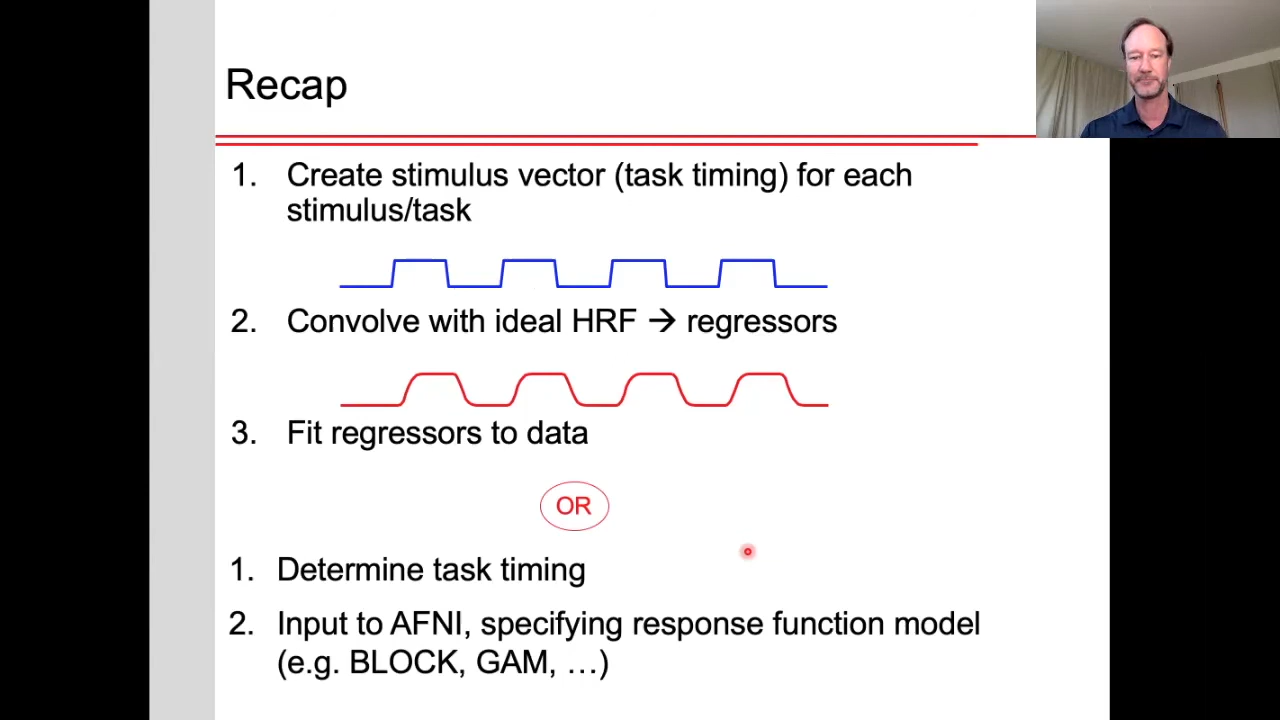 Recap
1. Create stimulus vector (task timing) for each
stimulus/task
2. Convolve with ideal HRF → regressors
3. Fit regressors to data
OR
1. Determine task timing
2. Input to AFNI, specifying response function model
(e.g. BLOCK, GAM, …)